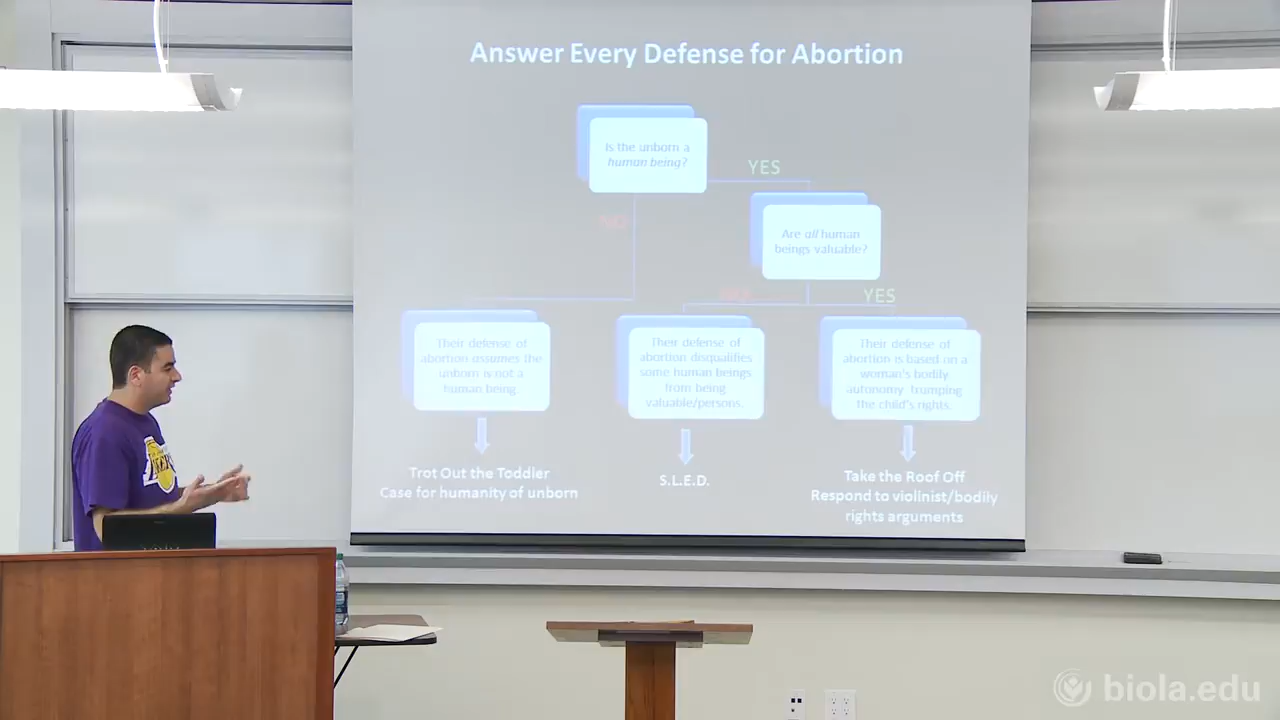 Answer Every Defense for Abortion
Is the unborn a
human being?
YES
NO
Are all human
beings valuable?
NO
YES
Their defense of
abortion assumes the
unborn is not a
human being.
Their defense of
abortion disqualifies
some human beings
from being
valuable/persons.
Their defense of
abortion is based on a
woman's bodily
autonomy trumping
the child's rights.
Trot Out the Toddler
Case for humanity of unborn
S.L.E.D.
Take the Roof Off
Respond to violinist/bodily
rights arguments
LAKERS
biola.edu